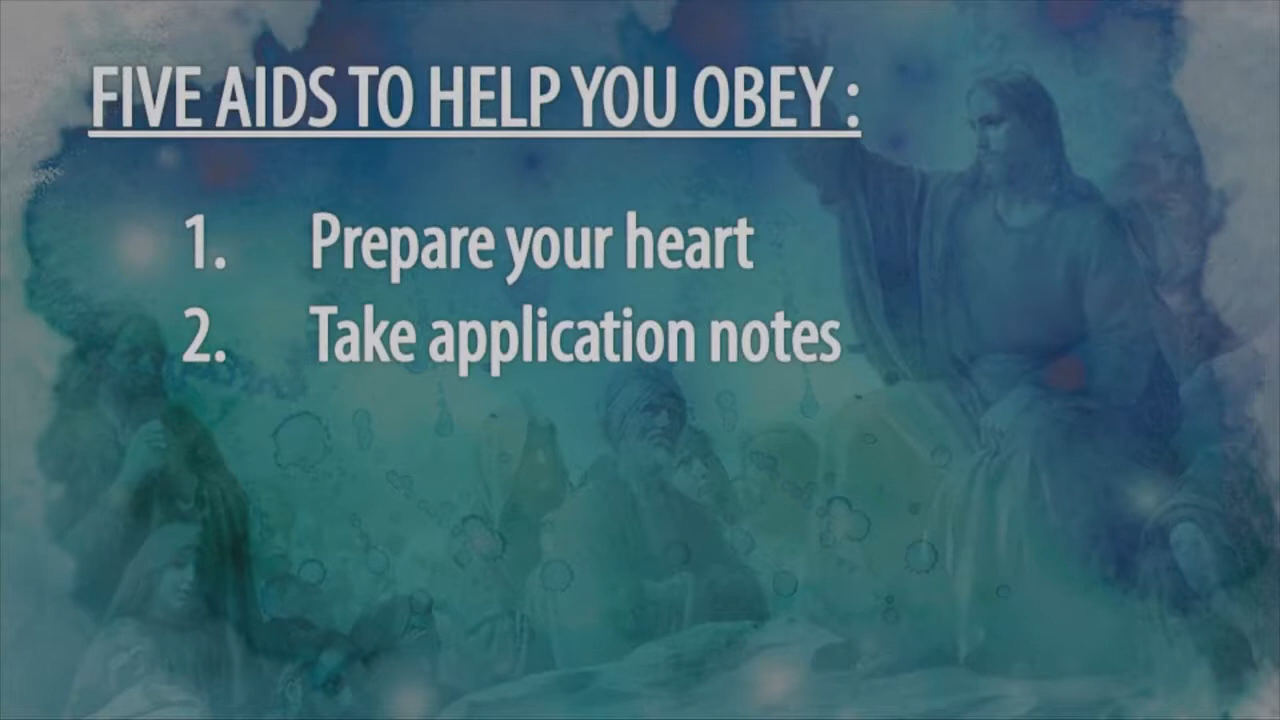 FIVE AIDS TO HELP YOU OBEY :
1. Prepare your heart
2. Take application notes